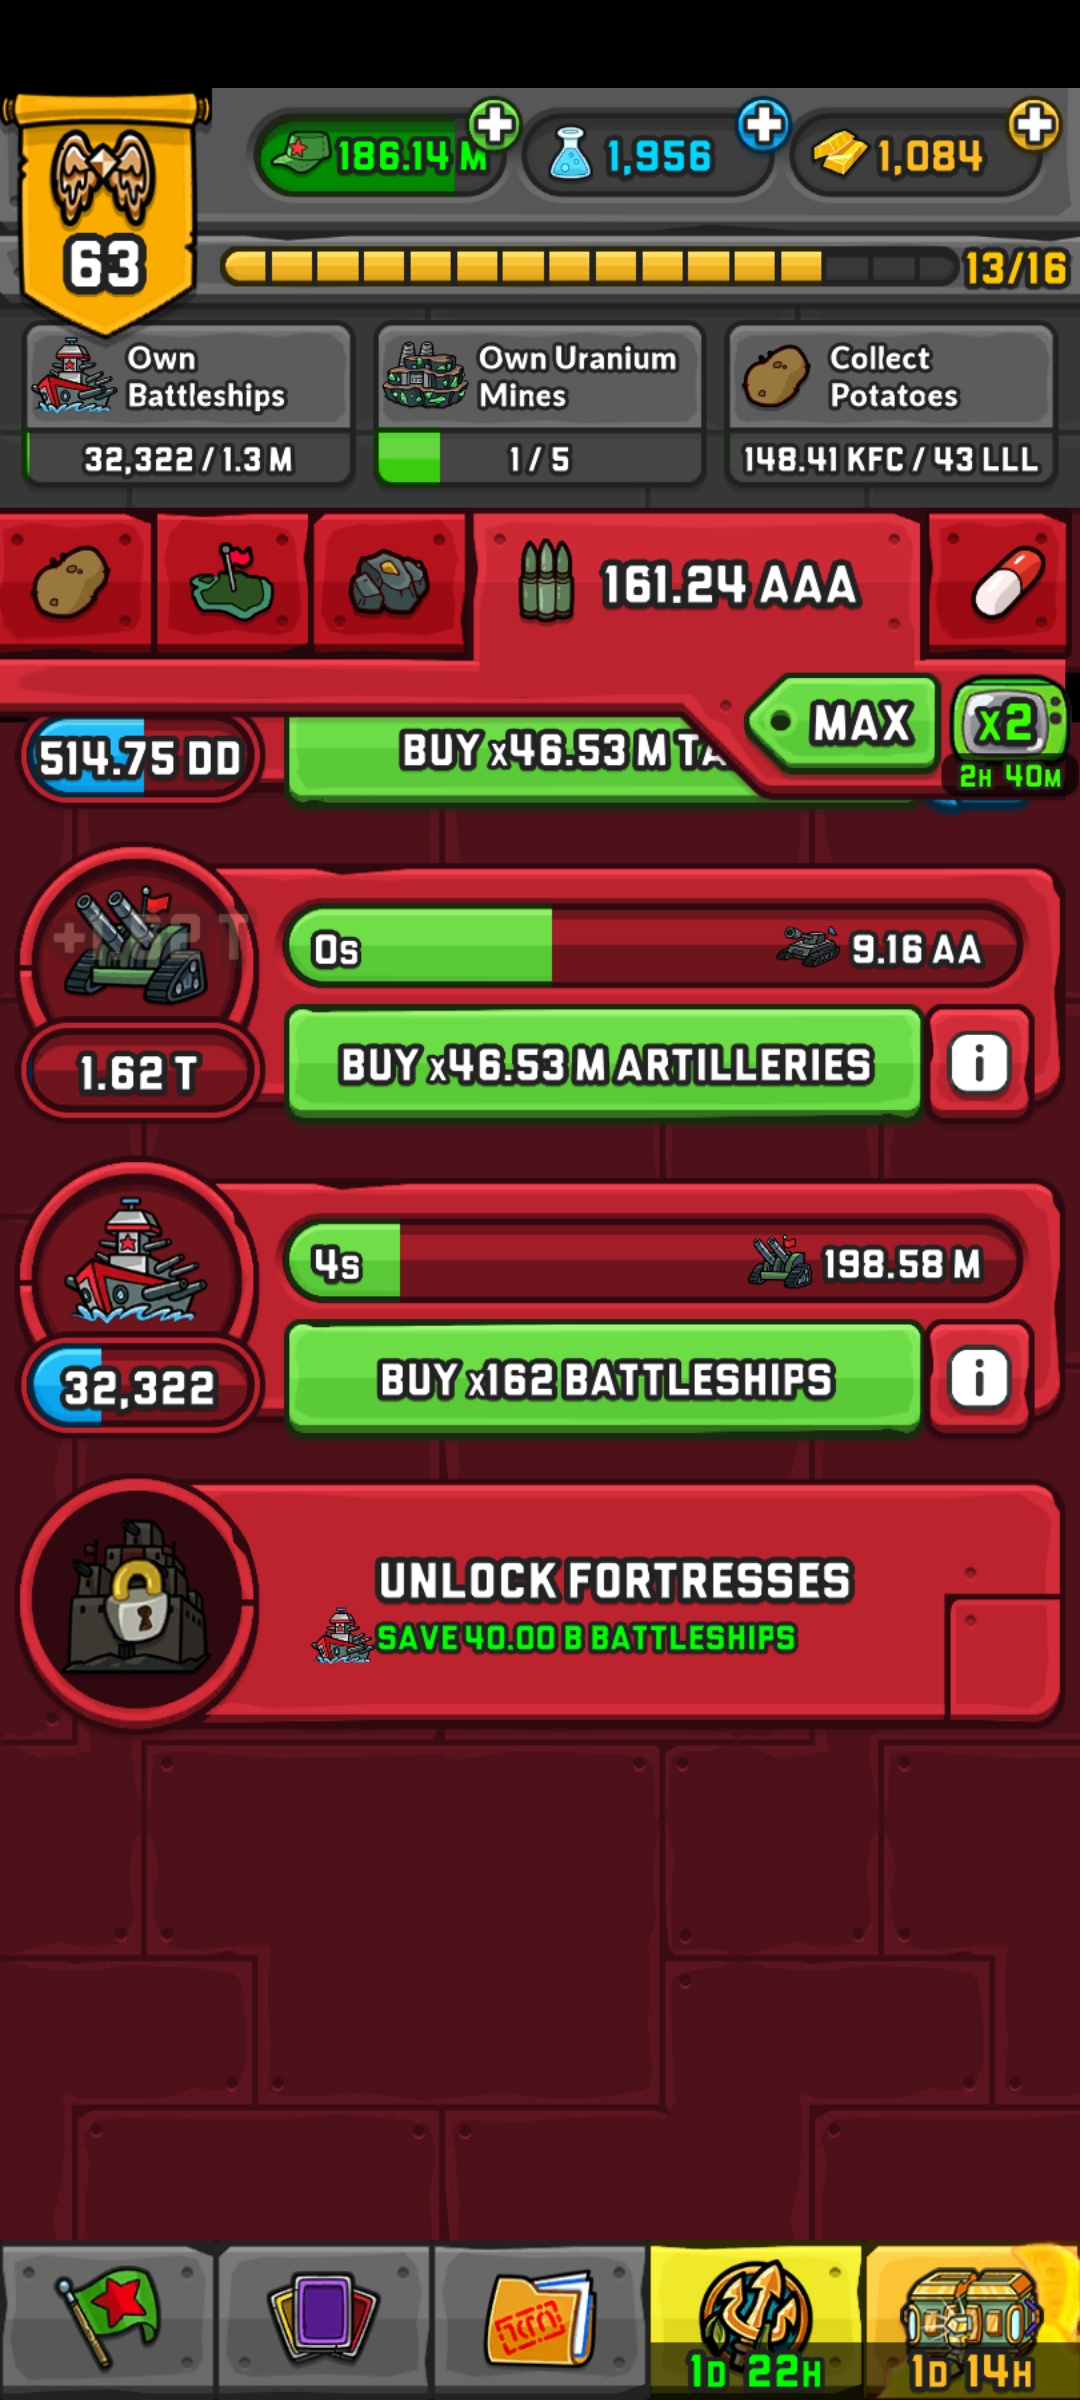 186.14 M
1,956
1,084
63
13/16
Own
Battleships
32,322 / 1.3 M
Own Uranium
Mines
1 / 5
Collect
Potatoes
148.41 KFC / 43 LLL
161.24 AAA
MAX
x2
2H 40M
514.75 DD
BUY x46.53 M TA
0s
9.16 AA
1.62 T
BUY x46.53 M ARTILLERIES
i
4s
198.58 M
32,322
BUY x162 BATTLESHIPS
i
UNLOCK FORTRESSES
SAVE 40.00 B BATTLESHIPS
1D 22H
1D 14H